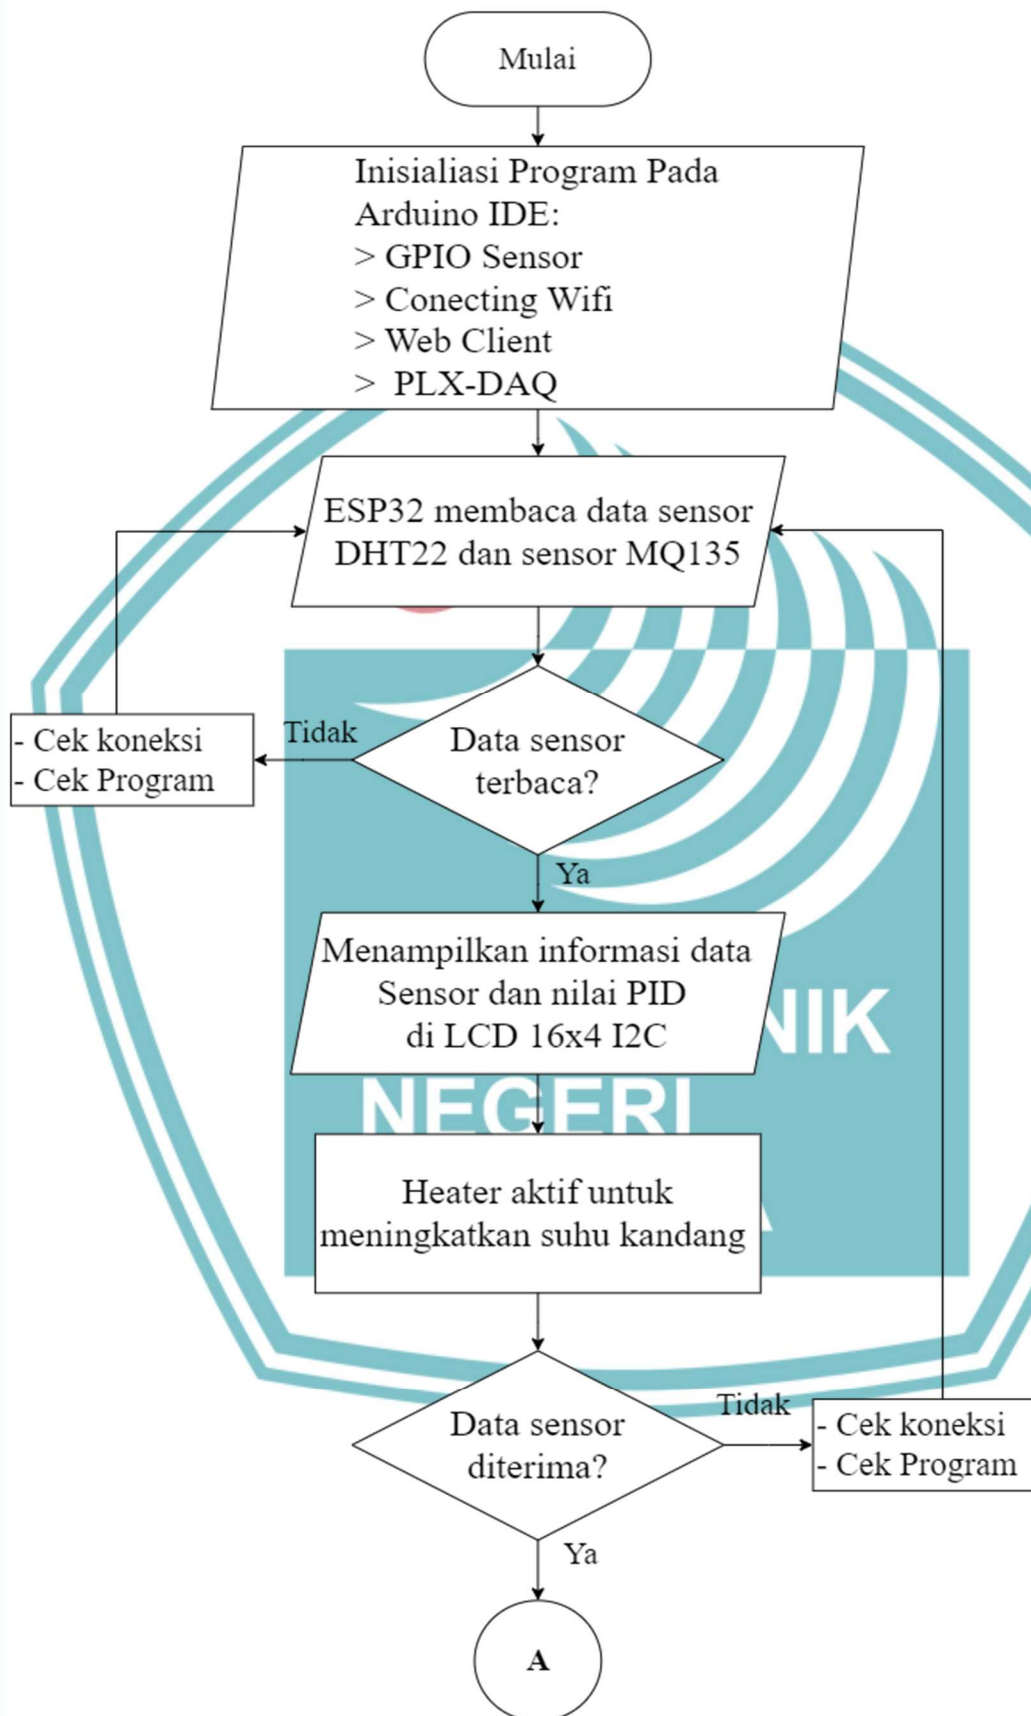 Mulai
Inisialiasi Program Pada
Arduino IDE:
> GPIO Sensor
> Conecting Wifi
> Web Client
> PLX-DAQ
ESP32 membaca data sensor
DHT22 dan sensor MQ135
Tidak
- Cek koneksi
- Cek Program
Data sensor
terbaca?
Ya
Menampilkan informasi data
Sensor dan nilai PID
di LCD 16x4 I2C
NIK
NEGERI
Heater aktif untuk
meningkatkan suhu kandang
A
Data sensor
diterima?
Tidak
- Cek koneksi
- Cek Program
Ya
A